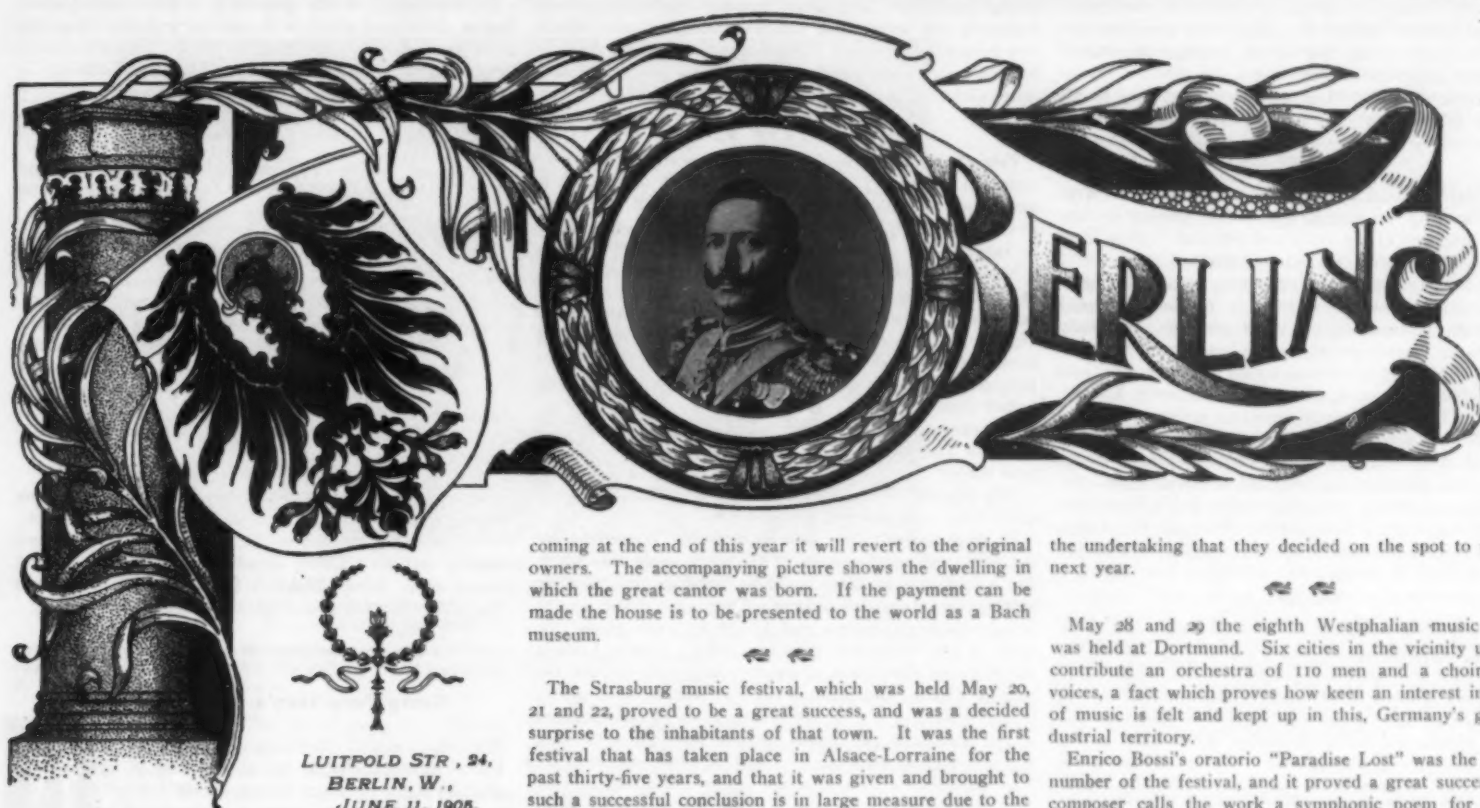 BERLIN
LUITPOLD STR, 24,
BERLIN, W.,
JUNE 11, 1905.
coming at the end of this year it will revert to the original
owners. The accompanying picture shows the dwelling in
which the great cantor was born. If the payment can be
made the house is to be presented to the world as a Bach
museum.
The Strasburg music festival, which was held May 20,
21 and 22, proved to be a great success, and was a decided
surprise to the inhabitants of that town. It was the first
festival that has taken place in Alsace-Lorraine for the
past thirty-five years, and that it was given and brought to
such a successful conclusion is in large measure due to the
the undertaking that they decided on the spot to
next year.
May 28 and 29 the eighth Westphalian music
was held at Dortmund. Six cities in the vicinity
contribute an orchestra of 110 men and a
voices, a fact which proves how keen an interest
of music is felt and kept up in this, Germany's
dustrial territory.
Enrico Bossi's oratorio "Paradise Lost" was the
number of the festival, and it proved a great
composer calls the work a symphonic poem